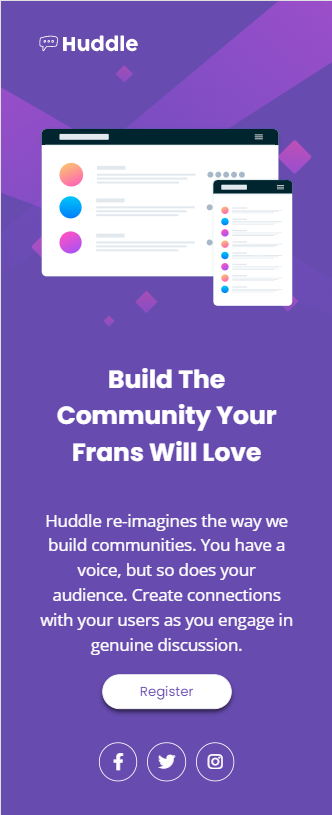 Huddle
Build The
Community Your
Frans Will Love
Huddle re-imagines the way we
build communities. You have a
voice, but so does your
audience. Create connections
with your users as you engage in
genuine discussion.
Register